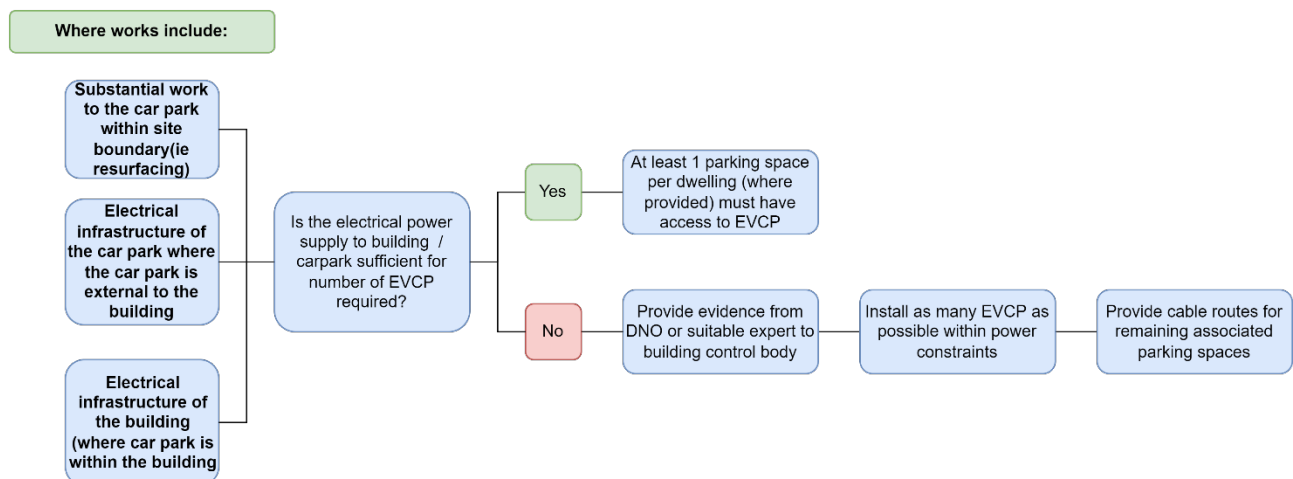 Where works include:
Substantial work
to the car park
within site
boundary(ie
resurfacing)
Electrical
infrastructure of
the car park where
the car park is
external to the
building
Electrical
infrastructure of
the building
(where car park is
within the building
Is the electrical power
supply to building  /
carpark sufficient for
number of EVCP
required?
Yes
At least 1 parking space
per dwelling (where
provided) must have
access to EVCP
No
Provide evidence from
DNO or suitable expert to
building control body
Install as many EVCP as
possible within power
constraints
Provide cable routes for
remaining associated
parking spaces